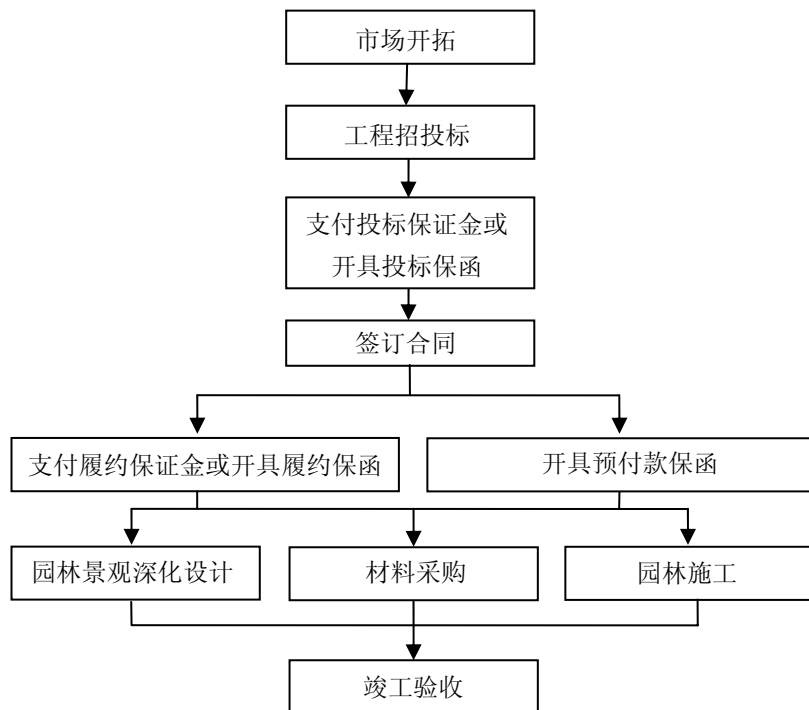 市场开拓
工程招投标
支付投标保证金或
开具投标保函
签订合同
支付履约保证金或开具履约保函
开具预付款保函
园林景观深化设计
材料采购
园林施工
竣工验收